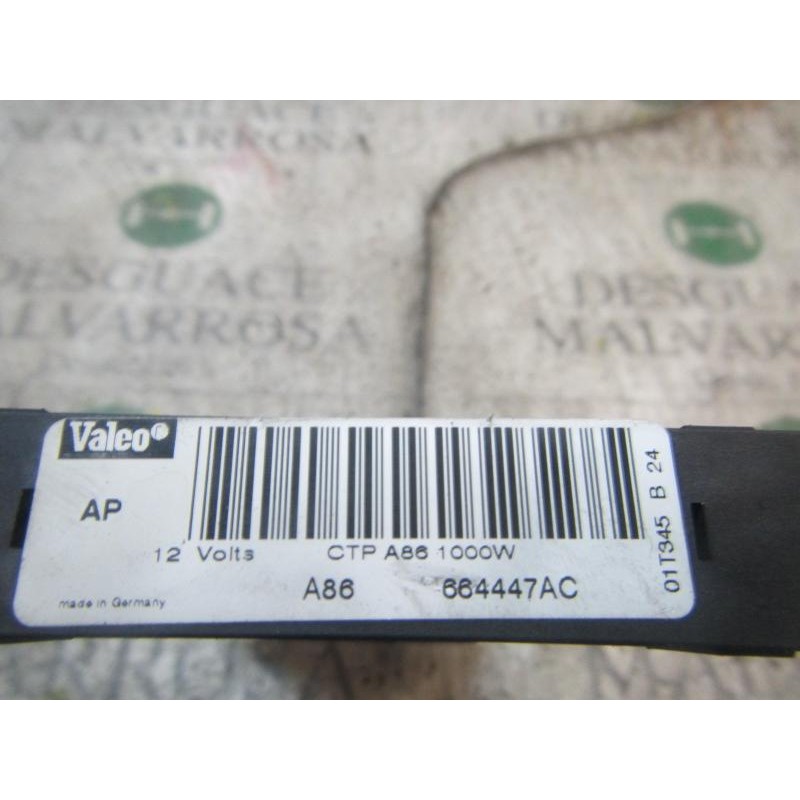 DESGUACE
MALVARROSA
DESGUACE
MALVARROSA
DESGU
MALVARR
Valeo
AP
12 Volts CTP A86 1000W
A86 664447AC
made in Germany
01T345 B 24